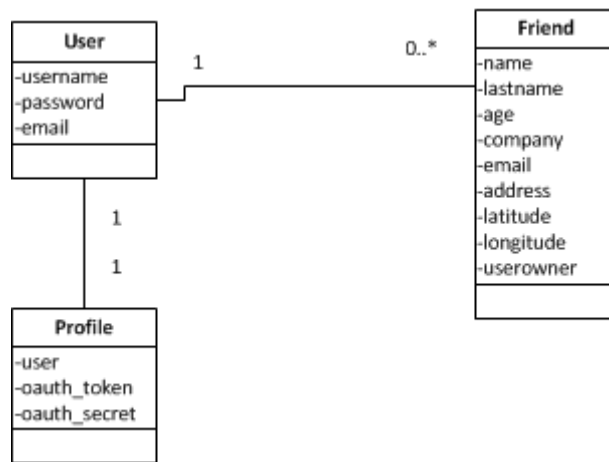 User
-username
-password
-email
1
0..*
Friend
-name
-lastname
-age
-company
-email
-address
-latitude
-longitude
-userowner
1
1
Profile
-user
-oauth_token
-oauth_secret